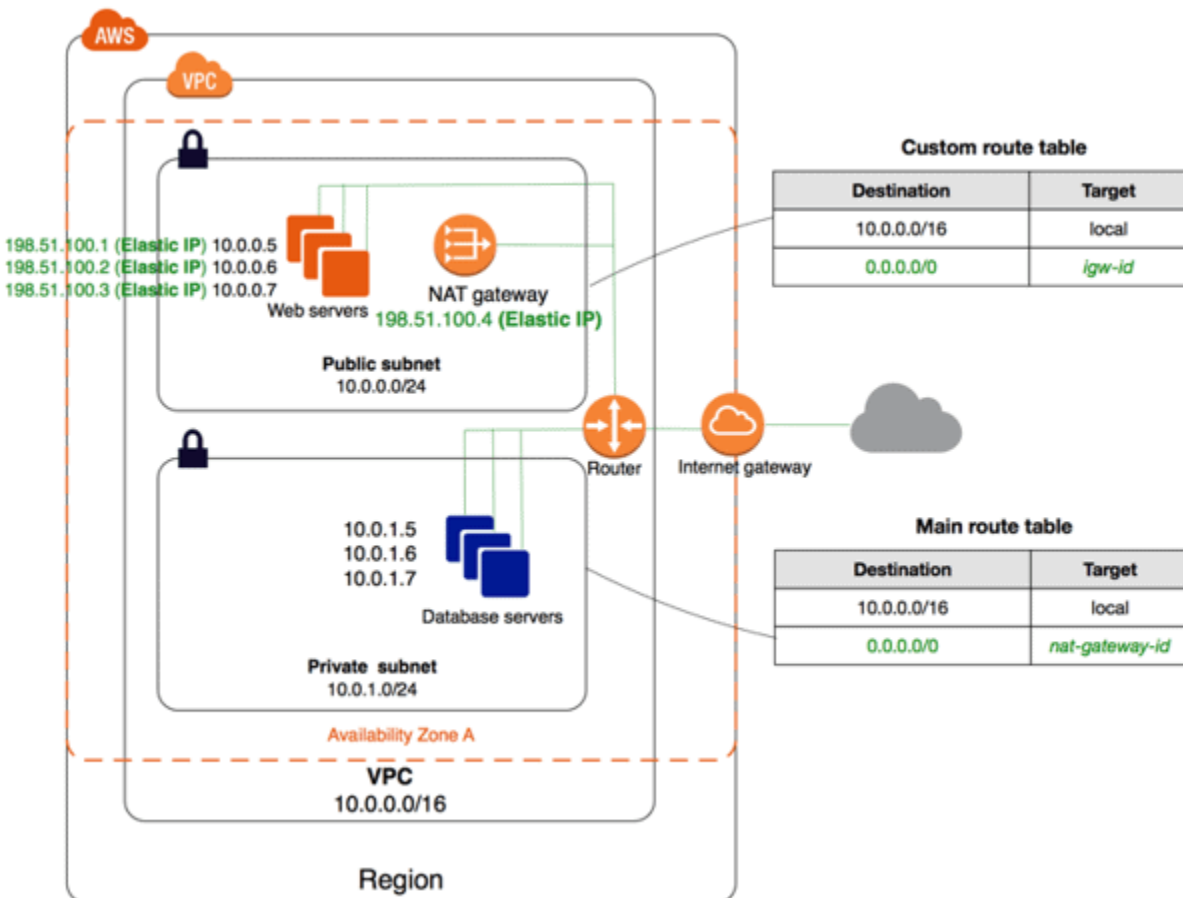 AWS
VPC
198.51.100.1 (Elastic IP) 10.0.0.5
198.51.100.2 (Elastic IP) 10.0.0.6
198.51.100.3 (Elastic IP) 10.0.0.7
Web servers
NAT gateway
198.51.100.4 (Elastic IP)
Public subnet
10.0.0.0/24
Custom route table
Destination Target
10.0.0.0/16 local
0.0.0.0/0 igw-id
Router
Internet gateway
10.0.1.5
10.0.1.6
10.0.1.7
Database servers
Private subnet
10.0.1.0/24
Main route table
Destination Target
10.0.0.0/16 local
0.0.0.0/0 nat-gateway-id
Availability Zone A
VPC
10.0.0.0/16
Region